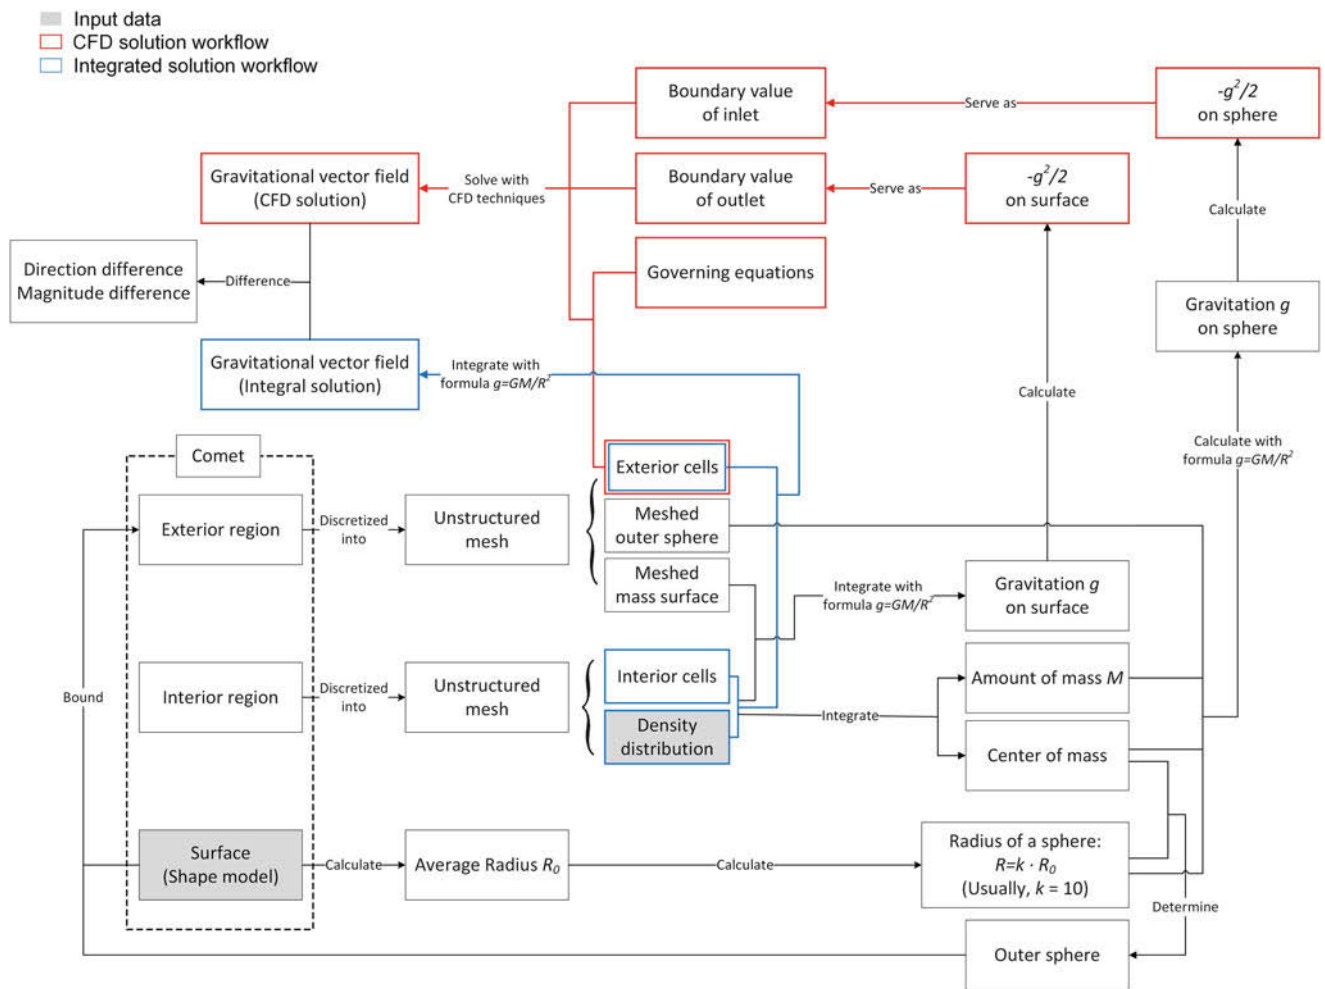 Input data
CFD solution workflow
Integrated solution workflow
Boundary value
of inlet
Serve as
-g²/2
on sphere
Gravitational vector field
(CFD solution)
Solve with
CFD techniques
Boundary value
of outlet
Serve as
-g²/2
on surface
Calculate
Direction difference
Magnitude difference
Difference
Governing equations
Gravitation g
on sphere
Gravitational vector field
(Integral solution)
Integrate with
formula g=GM/R²
Calculate
Calculate with
formula g=GM/R²
Comet
Exterior region
Discretized
into
Unstructured
mesh
Exterior cells
Meshed
outer sphere
Meshed
mass surface
Integrate with
formula g=GM/R²
Gravitation g
on surface
Bound
Interior region
Discretized
into
Unstructured
mesh
Interior cells
Density
distribution
Integrate
Amount of mass M
Center of mass
Surface
(Shape model)
Calculate
Average Radius R₀
Calculate
Radius of a sphere:
R=k · R₀
(Usually, k = 10)
Determine
Outer sphere